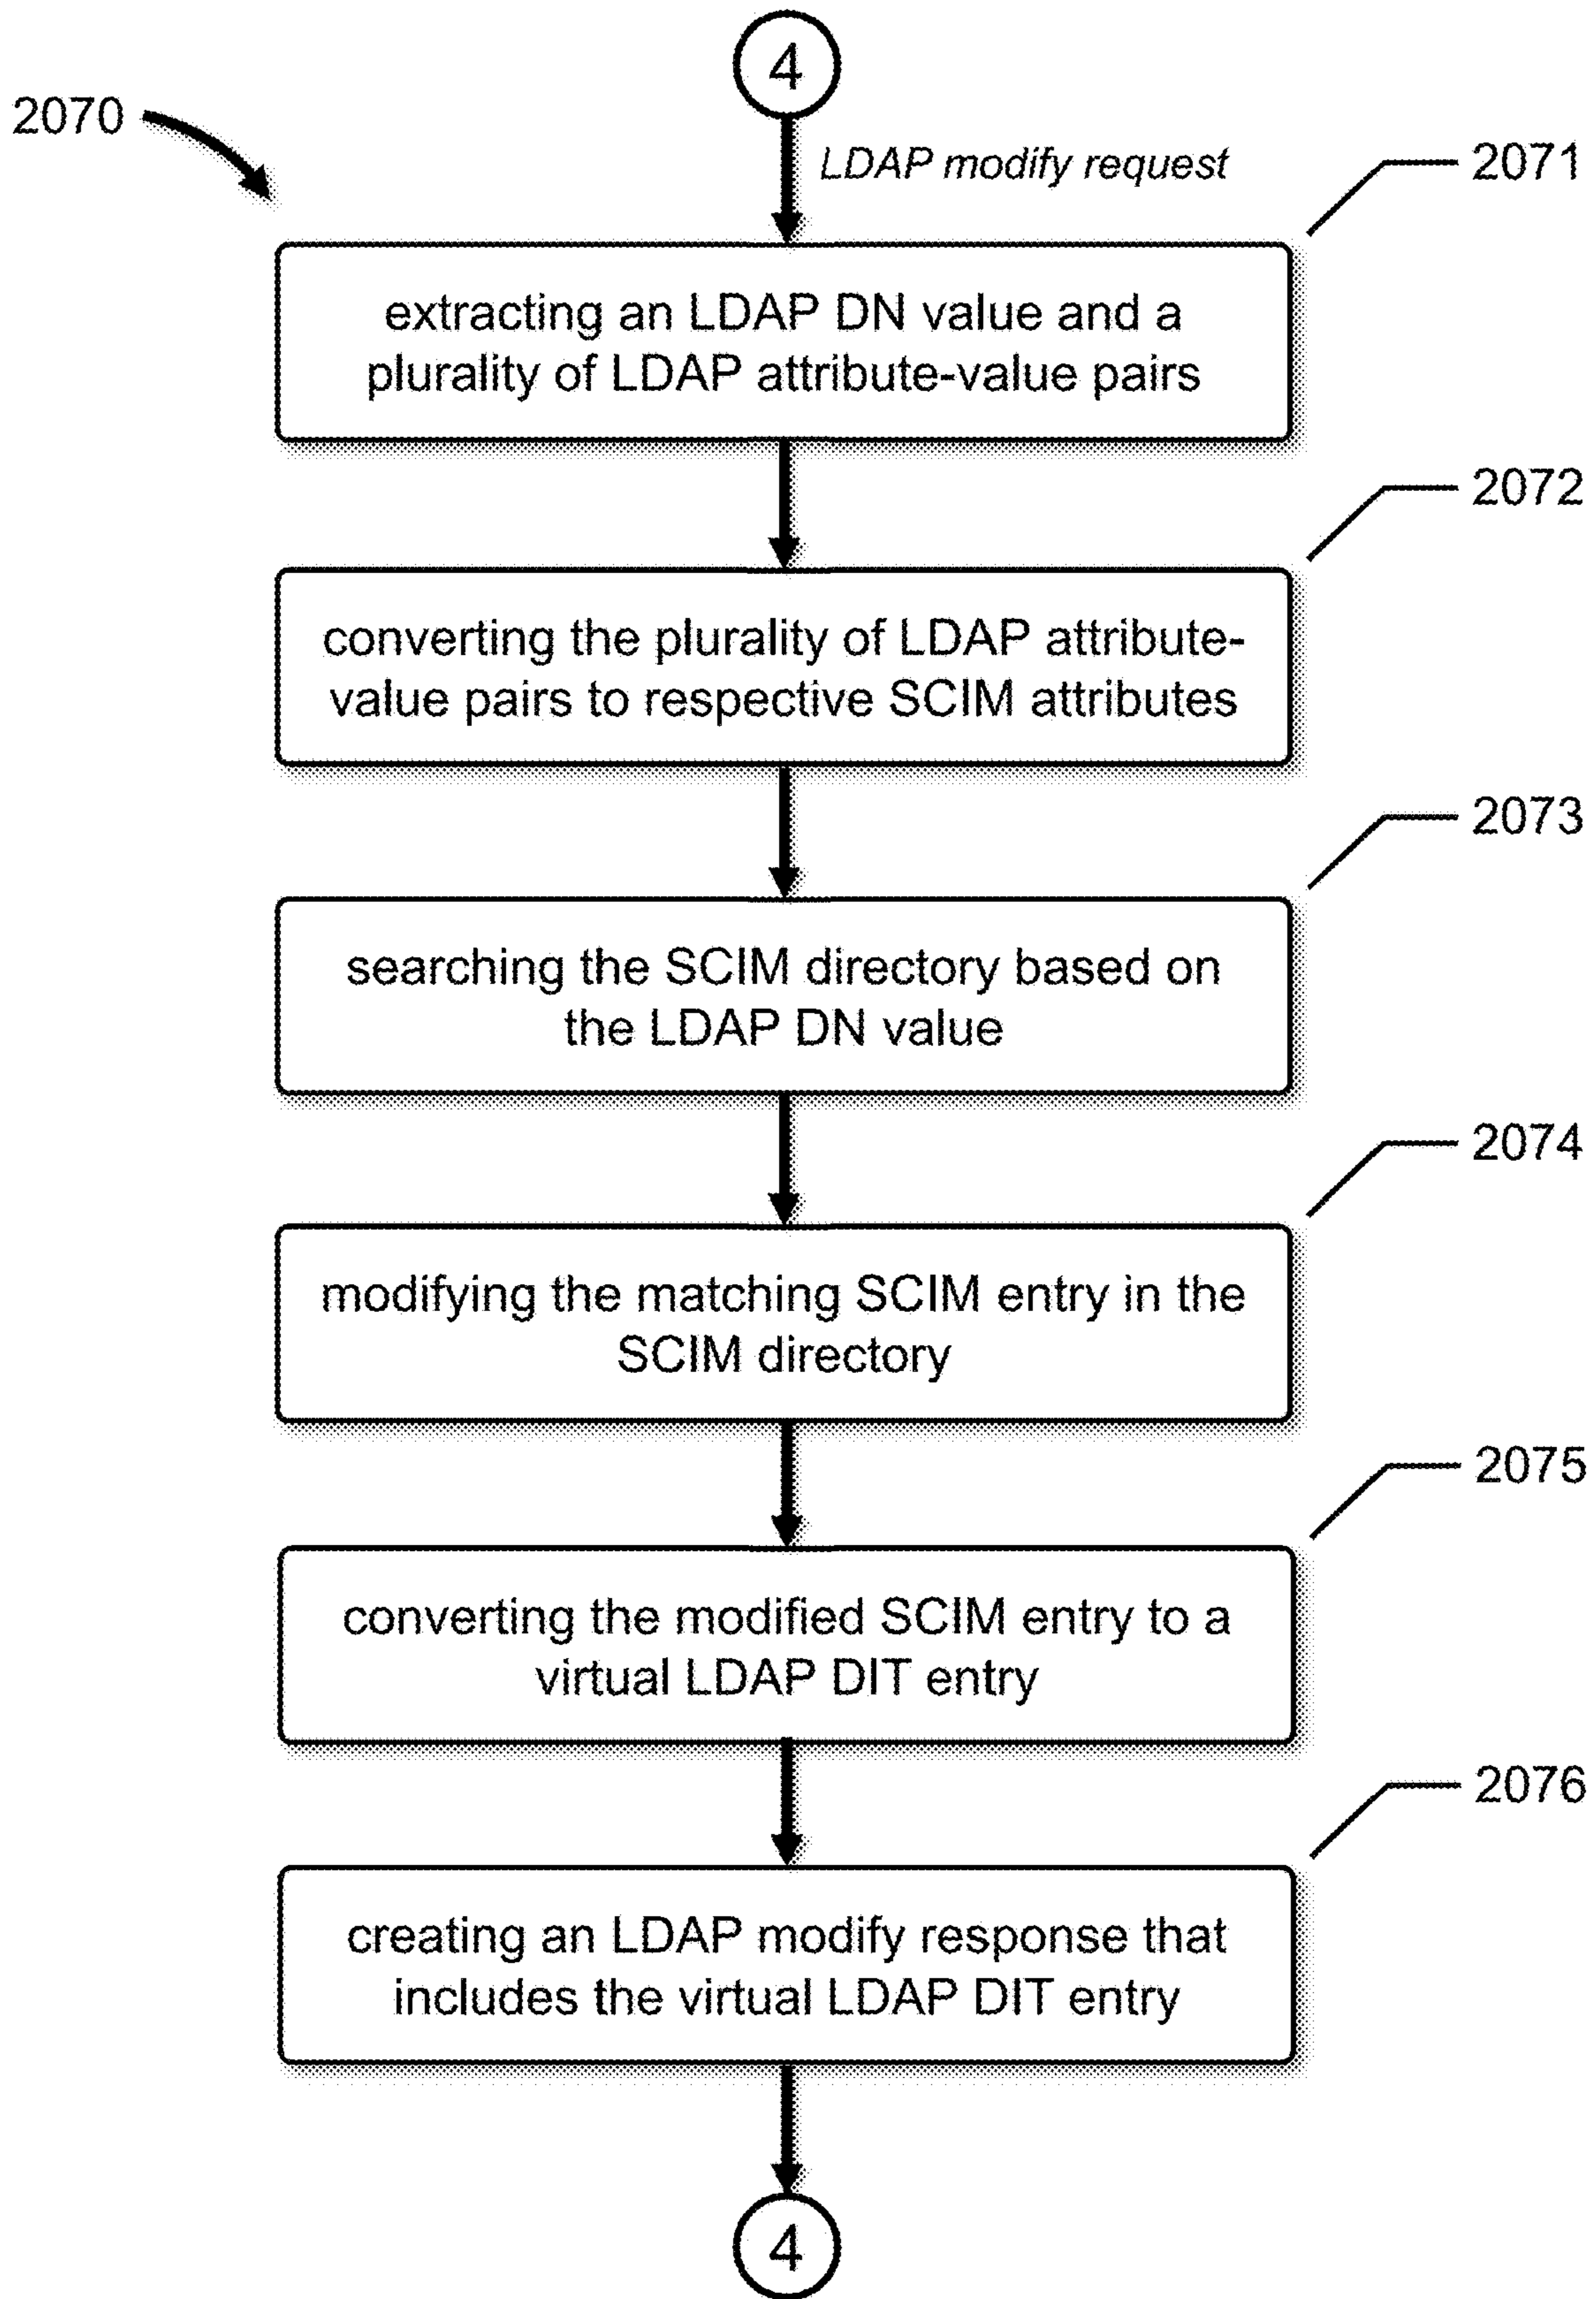 4
2070
LDAP modify request
2071
extracting an LDAP DN value and a
plurality of LDAP attribute-value pairs
2072
converting the plurality of LDAP attribute-
value pairs to respective SCIM attributes
2073
searching the SCIM directory based on
the LDAP DN value
2074
modifying the matching SCIM entry in the
SCIM directory
2075
converting the modified SCIM entry to a
virtual LDAP DIT entry
2076
creating an LDAP modify response that
includes the virtual LDAP DIT entry
4